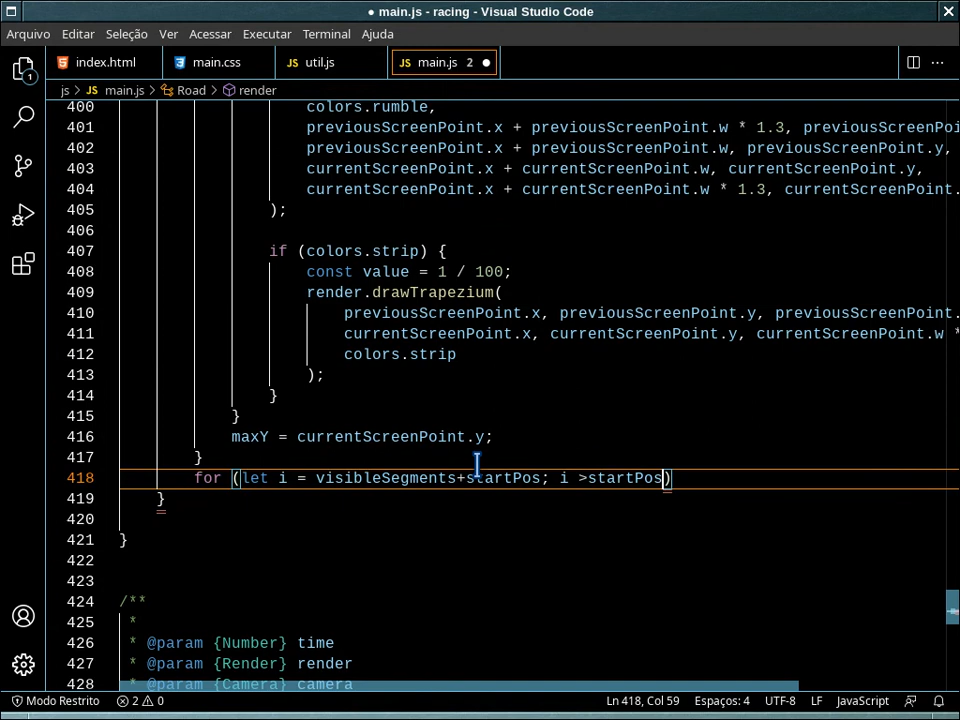 ● main.js - racing - Visual Studio Code
Arquivo Editar Seleção Ver Acessar Executar Terminal Ajuda
index.html main.css JS util.js JS main.js 2 ●
js > JS main.js > Road > render
400 colors.rumble,
401 previousScreenPoint.x + previousScreenPoint.w * 1.3, previousScreenPoi
402 previousScreenPoint.x + previousScreenPoint.w, previousScreenPoint.y,
403 currentScreenPoint.x + currentScreenPoint.w, currentScreenPoint.y,
404 currentScreenPoint.x + currentScreenPoint.w * 1.3, currentScreenPoint.
405 );
406
407 if (colors.strip) {
408 const value = 1 / 100;
409 render.drawTrapezium(
410 previousScreenPoint.x, previousScreenPoint.y, previousScreenPoint.
411 currentScreenPoint.x, currentScreenPoint.y, currentScreenPoint.w *
412 colors.strip
413 );
414 }
415 }
416 maxY = currentScreenPoint.y;
417 }
418 for (let i = visibleSegments+startPos; i >startPos)
419 }
420
421 }
422
423
424 /**
425 *
426 * @param {Number} time
427 * @param {Render} render
428 * @param {Camera} camera
1
Modo Restrito 2 0 Ln 418, Col 59 Espaços: 4 UTF-8 LF JavaScript